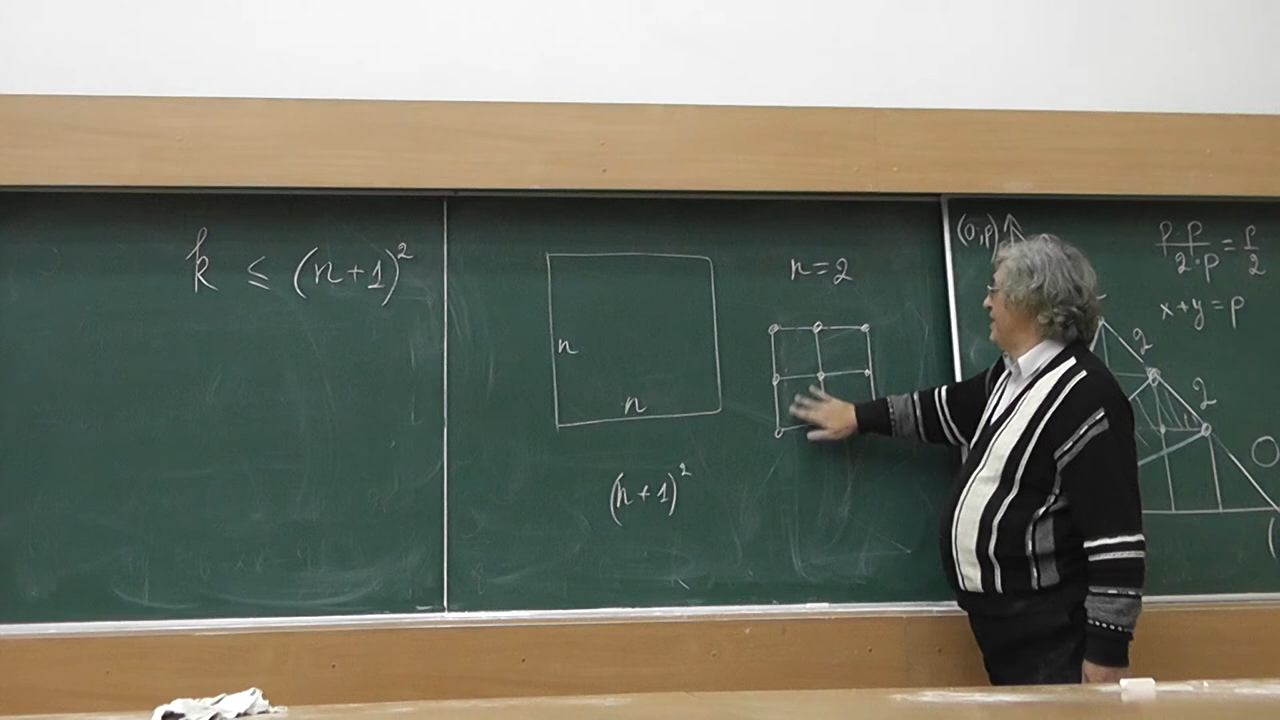 k ≤ (n+1)²
n
n
(n+1)²
n=2
(0,p)
p·p/2·p = p/2
x+y=p
2
2